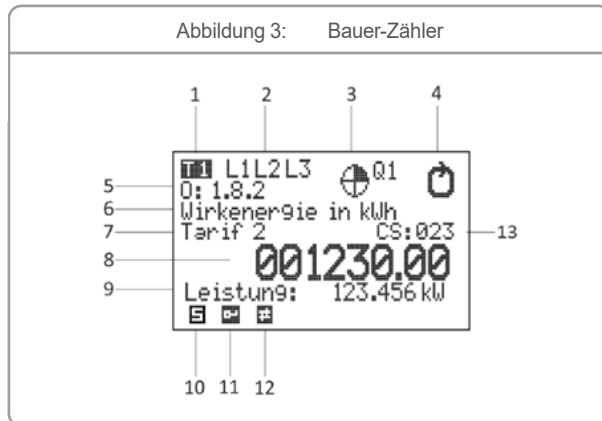 Abbildung 3: Bauer-Zähler
1 2 3 4
T1 L1L2L3 Q1
5 O: 1.8.2
6 Wirkenergie in kWh
7 Tarif 2 CS:023 13
8 001230.00
9 Leistung: 123.456 kW
S
10 11 12